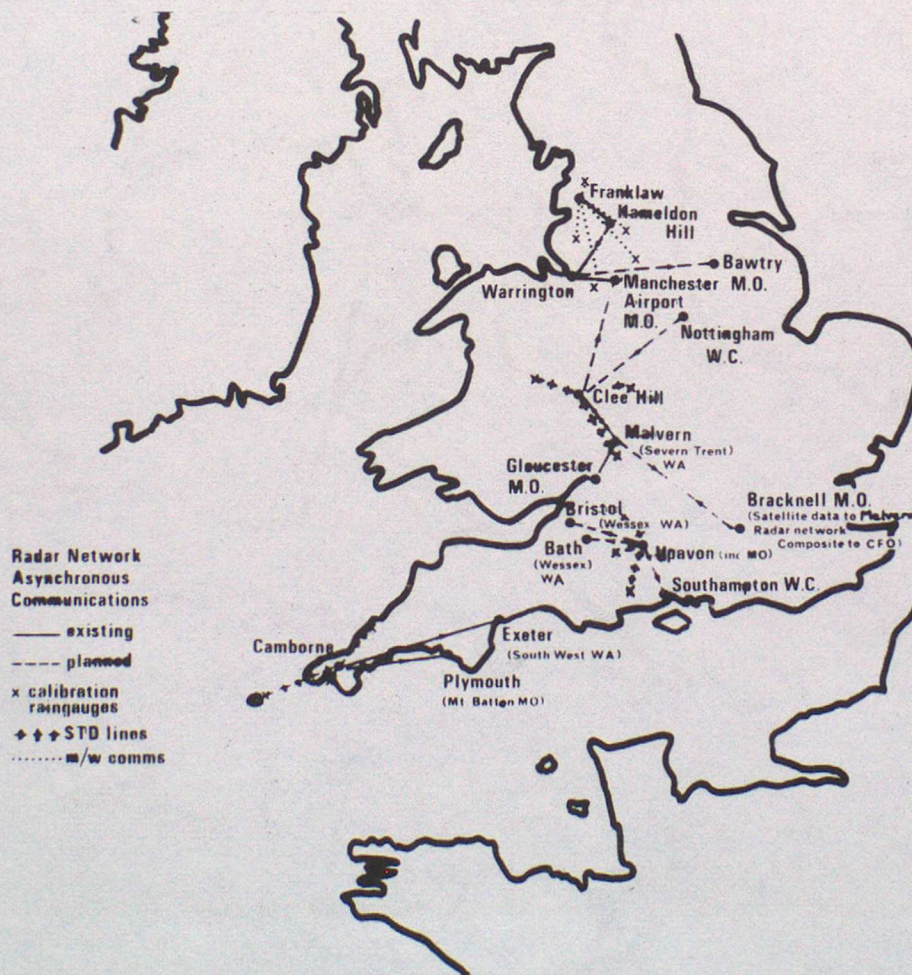 Franklaw
Hameldon
Hill
Bawtry
M.O.
Warrington
Manchester
Airport
M.O.
Nottingham
W.C.
Clee Hill
Malvern
(Severn Trent)
WA
Gloucester
M.O.
Bracknell M.O.
(Satellite data to Malvern
Radar network
Composite to CFO)
Bristol
(Wessex WA)
Bath
(Wessex)
WA
Upavon (inc MO)
Southampton W.C.
Radar Network
Asynchronous
Communications
existing
planned
x calibration
raingauges
STD lines
m/w comms
Camborne
Exeter
(South West WA)
Plymouth
(Mt. Batten MO)